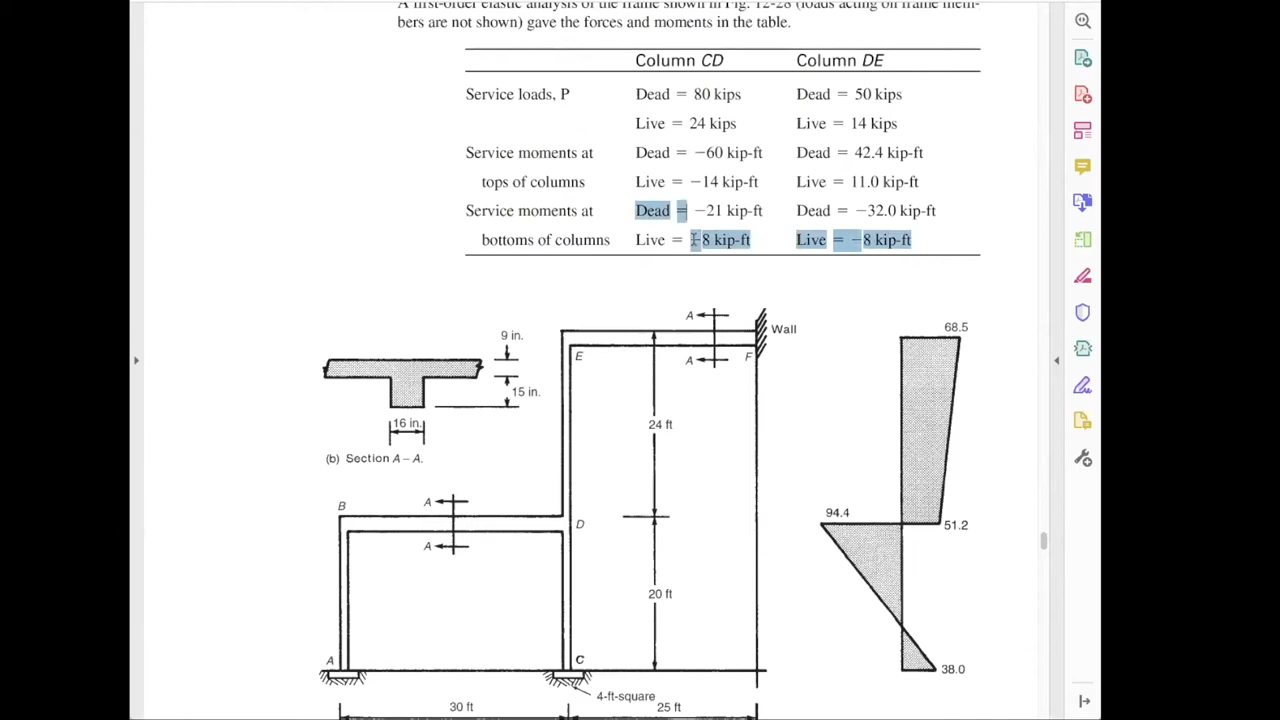 A first-order elastic analysis of the frame shown in Fig. 12-28 (loads acting on frame mem-
bers are not shown) gave the forces and moments in the table.
Column CD Column DE
Service loads, P Dead = 80 kips Dead = 50 kips
Live = 24 kips Live = 14 kips
Service moments at Dead = −60 kip-ft Dead = 42.4 kip-ft
tops of columns Live = −14 kip-ft Live = 11.0 kip-ft
Service moments at Dead = −21 kip-ft Dead = −32.0 kip-ft
bottoms of columns Live = −8 kip-ft Live = −8 kip-ft
A
Wall
68.5
9 in.
E
A
F
15 in.
16 in.
24 ft
(b) Section A – A.
B
A
94.4
D
51.2
A
20 ft
A
C
38.0
4-ft-square
30 ft
25 ft